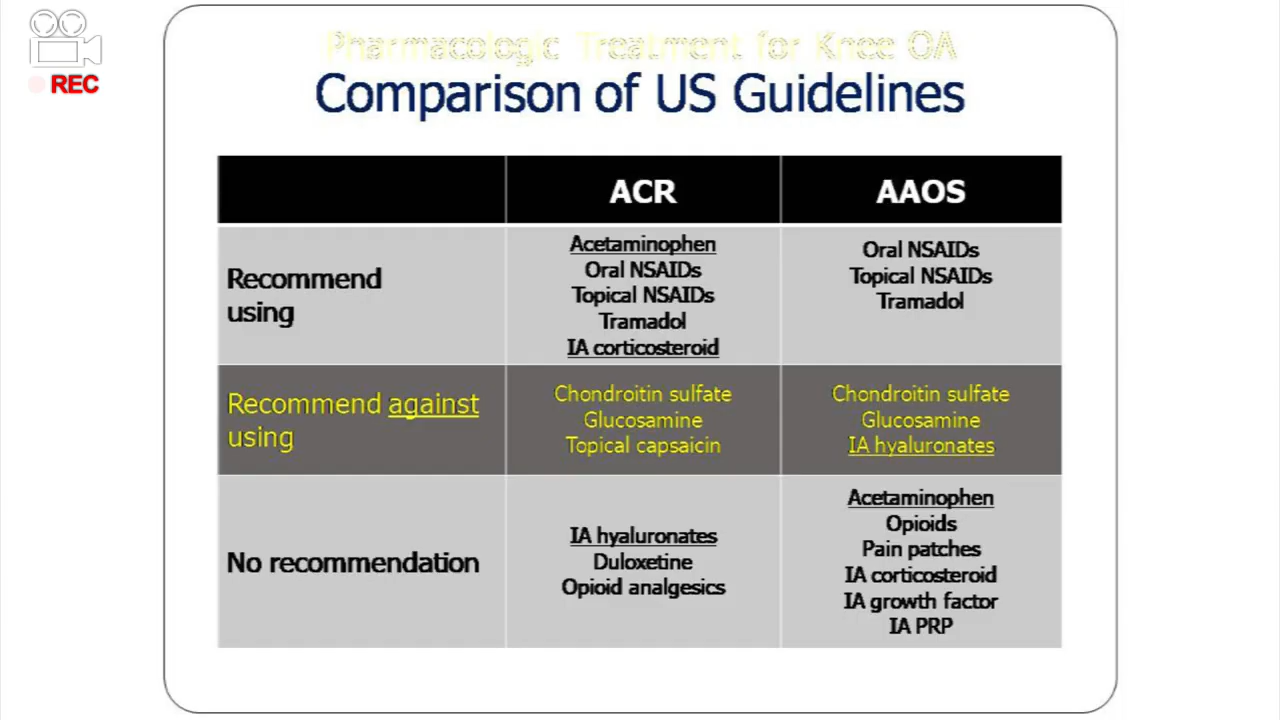 REC
Pharmacologic Treatment for Knee OA
Comparison of US Guidelines
ACR
AAOS
Recommend
using
Acetaminophen
Oral NSAIDs
Topical NSAIDs
Tramadol
IA corticosteroid
Oral NSAIDs
Topical NSAIDs
Tramadol
Recommend against
using
Chondroitin sulfate
Glucosamine
Topical capsaicin
Chondroitin sulfate
Glucosamine
IA hyaluronates
No recommendation
IA hyaluronates
Duloxetine
Opioid analgesics
Acetaminophen
Opioids
Pain patches
IA corticosteroid
IA growth factor
IA PRP